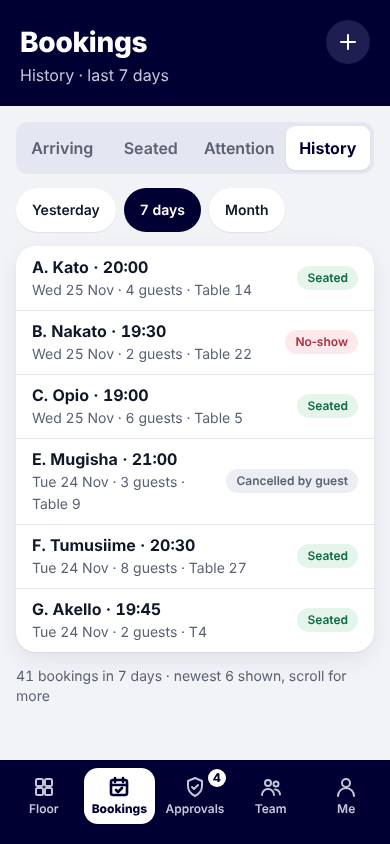 Bookings
History · last 7 days
Arriving
Seated
Attention
History
Yesterday
7 days
Month
A. Kato · 20:00
Wed 25 Nov · 4 guests · Table 14
Seated
B. Nakato · 19:30
Wed 25 Nov · 2 guests · Table 22
No-show
C. Opio · 19:00
Wed 25 Nov · 6 guests · Table 5
Seated
E. Mugisha · 21:00
Tue 24 Nov · 3 guests ·
Table 9
Cancelled by guest
F. Tumusiime · 20:30
Tue 24 Nov · 8 guests · Table 27
Seated
G. Akello · 19:45
Tue 24 Nov · 2 guests · T4
Seated
41 bookings in 7 days · newest 6 shown, scroll for
more
Floor
Bookings
4
Approvals
Team
Me